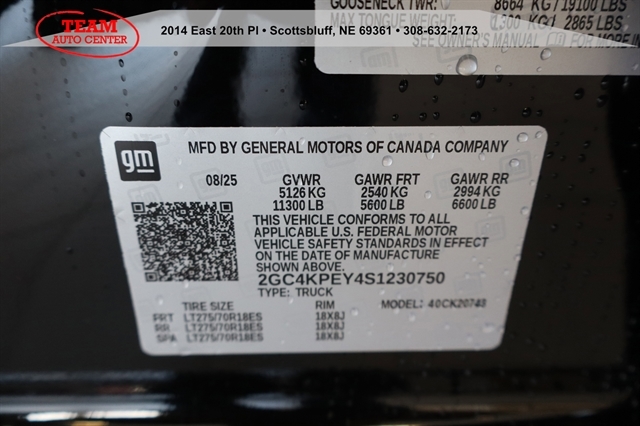 TEAM
AUTO CENTER
2014 East 20th Pl • Scottsbluff, NE 69361 • 308-632-2173
GOOSENECK TWR: 8664 KG/19100 LBS
MAX TONGUE WEIGHT: 1300 KG/ 2865 LBS
SEE OWNER'S MANUAL FOR MORE IN
gm
MFD BY GENERAL MOTORS OF CANADA COMPANY
08/25 GVWR GAWR FRT GAWR RR
5126 KG 2540 KG 2994 KG
11300 LB 5600 LB 6600 LB
THIS VEHICLE CONFORMS TO ALL
APPLICABLE U.S. FEDERAL MOTOR
VEHICLE SAFETY STANDARDS IN EFFECT
ON THE DATE OF MANUFACTURE
SHOWN ABOVE.
2GC4KPEY4S1230750
TYPE: TRUCK MODEL: 40CK20743
TIRE SIZE RIM
FRT LT275/70R18ES 18X8J
RR LT275/70R18ES 18X8J
SPA LT275/70R18ES 18X8J